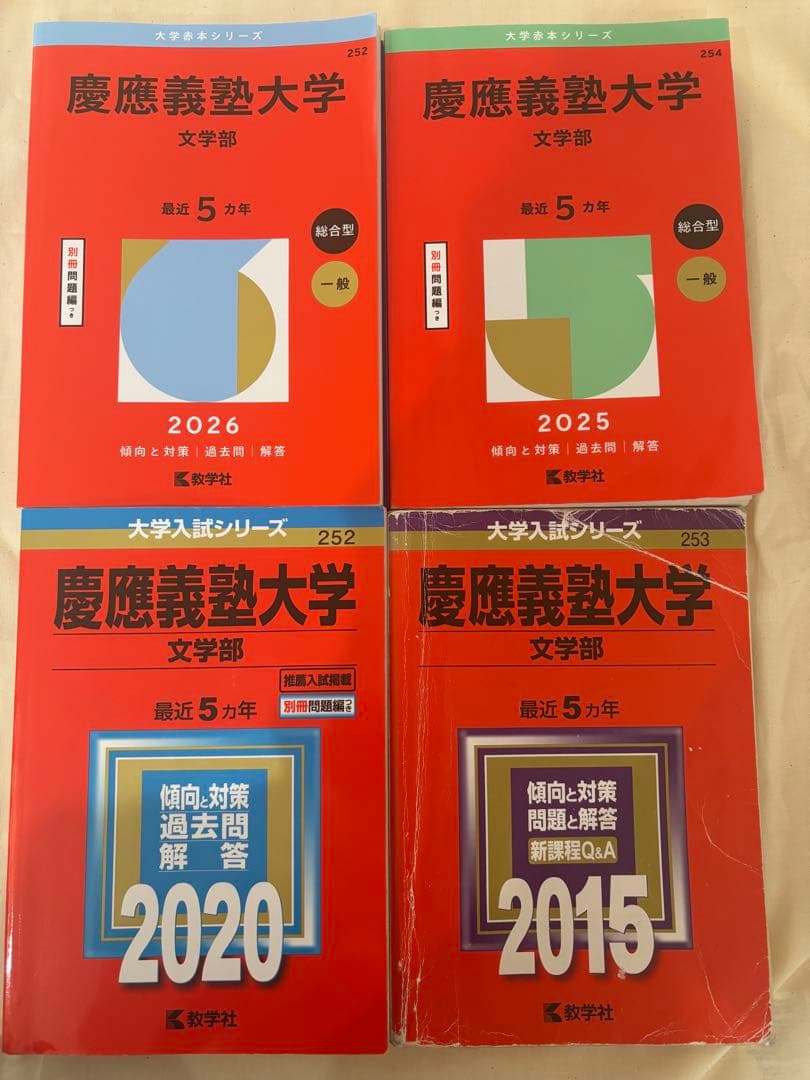 大学赤本シリーズ
252
慶應義塾大学
文学部
最近 5 カ年
総合型
一般
別冊問題編つき
2026
傾向と対策｜過去問｜解答
教学社
大学赤本シリーズ
254
慶應義塾大学
文学部
最近 5 カ年
総合型
一般
別冊問題編つき
2025
傾向と対策｜過去問｜解答
教学社
大学入試シリーズ
252
慶應義塾大学
文学部
推薦入試掲載
最近5カ年
別冊問題編つき
傾向と対策
過去問
解答
2020
教学社
大学入試シリーズ
253
慶應義塾大学
文学部
最近5カ年
傾向と対策
問題と解答
新課程Q&A
2015
教学社